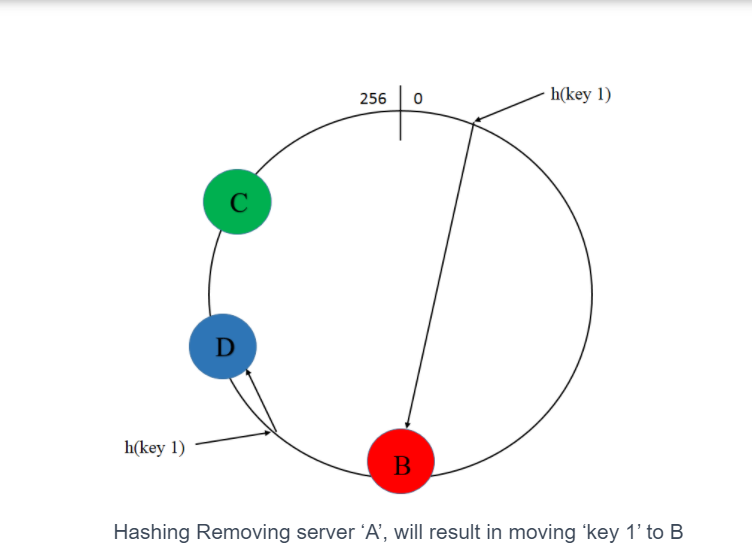 256 0
h(key 1)
C
D
h(key 1)
B
Hashing Removing server ‘A’, will result in moving ‘key 1’ to B